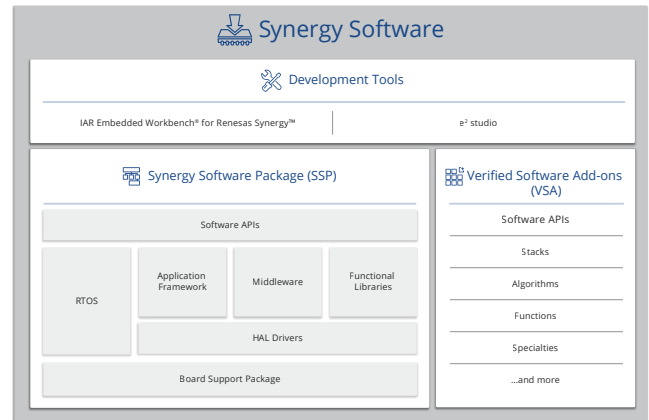 Synergy Software
Development Tools
IAR Embedded Workbench® for Renesas Synergy™
e² studio
Synergy Software Package (SSP)
Software APIs
RTOS
Application
Framework
Middleware
Functional
Libraries
HAL Drivers
Board Support Package
Verified Software Add-ons
(VSA)
Software APIs
Stacks
Algorithms
Functions
Specialties
...and more